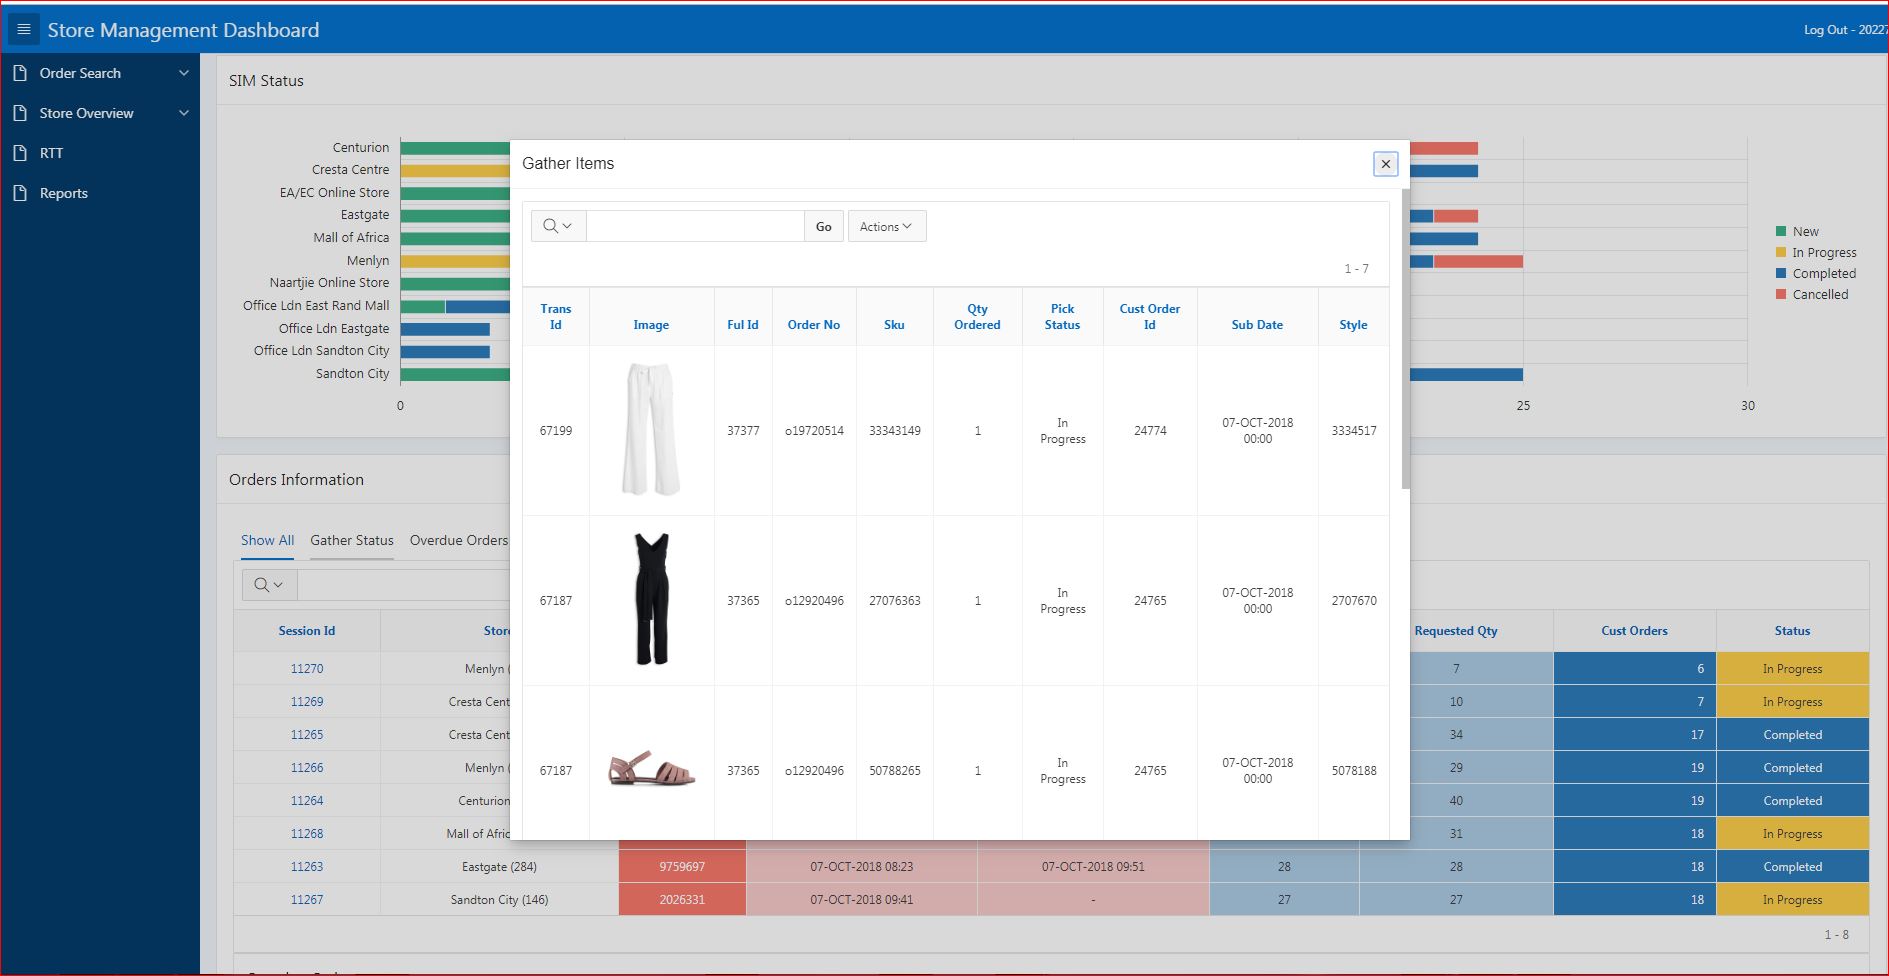 Store Management Dashboard
Log Out - 20227
Order Search
Store Overview
RTT
Reports
SIM Status
Centurion
Cresta Centre
EA/EC Online Store
Eastgate
Mall of Africa
Menlyn
Naartjie Online Store
Office Ldn East Rand Mall
Office Ldn Eastgate
Office Ldn Sandton City
Sandton City
0
25
30
New
In Progress
Completed
Cancelled
Gather Items
Go
Actions
1 - 7
Trans Id
Image
Ful Id
Order No
Sku
Qty Ordered
Pick Status
Cust Order Id
Sub Date
Style
67199 37377 o19720514 33343149 1 In Progress 24774 07-OCT-2018 00:00 3334517
67187 37365 o12920496 27076363 1 In Progress 24765 07-OCT-2018 00:00 2707670
67187 37365 o12920496 50788265 1 In Progress 24765 07-OCT-2018 00:00 5078188
Orders Information
Show All Gather Status Overdue Orders
Session Id Store Requested Qty Cust Orders Status
11270 Menlyn ( 7 6 In Progress
11269 Cresta Cent 10 7 In Progress
11265 Cresta Cent 34 17 Completed
11266 Menlyn ( 29 19 Completed
11264 Centurion 40 19 Completed
11268 Mall of Afric 31 18 In Progress
11263 Eastgate (284) 9759697 07-OCT-2018 08:23 07-OCT-2018 09:51 28 28 18 Completed
11267 Sandton City (146) 2026331 07-OCT-2018 09:41 - 27 27 18 In Progress
1 - 8